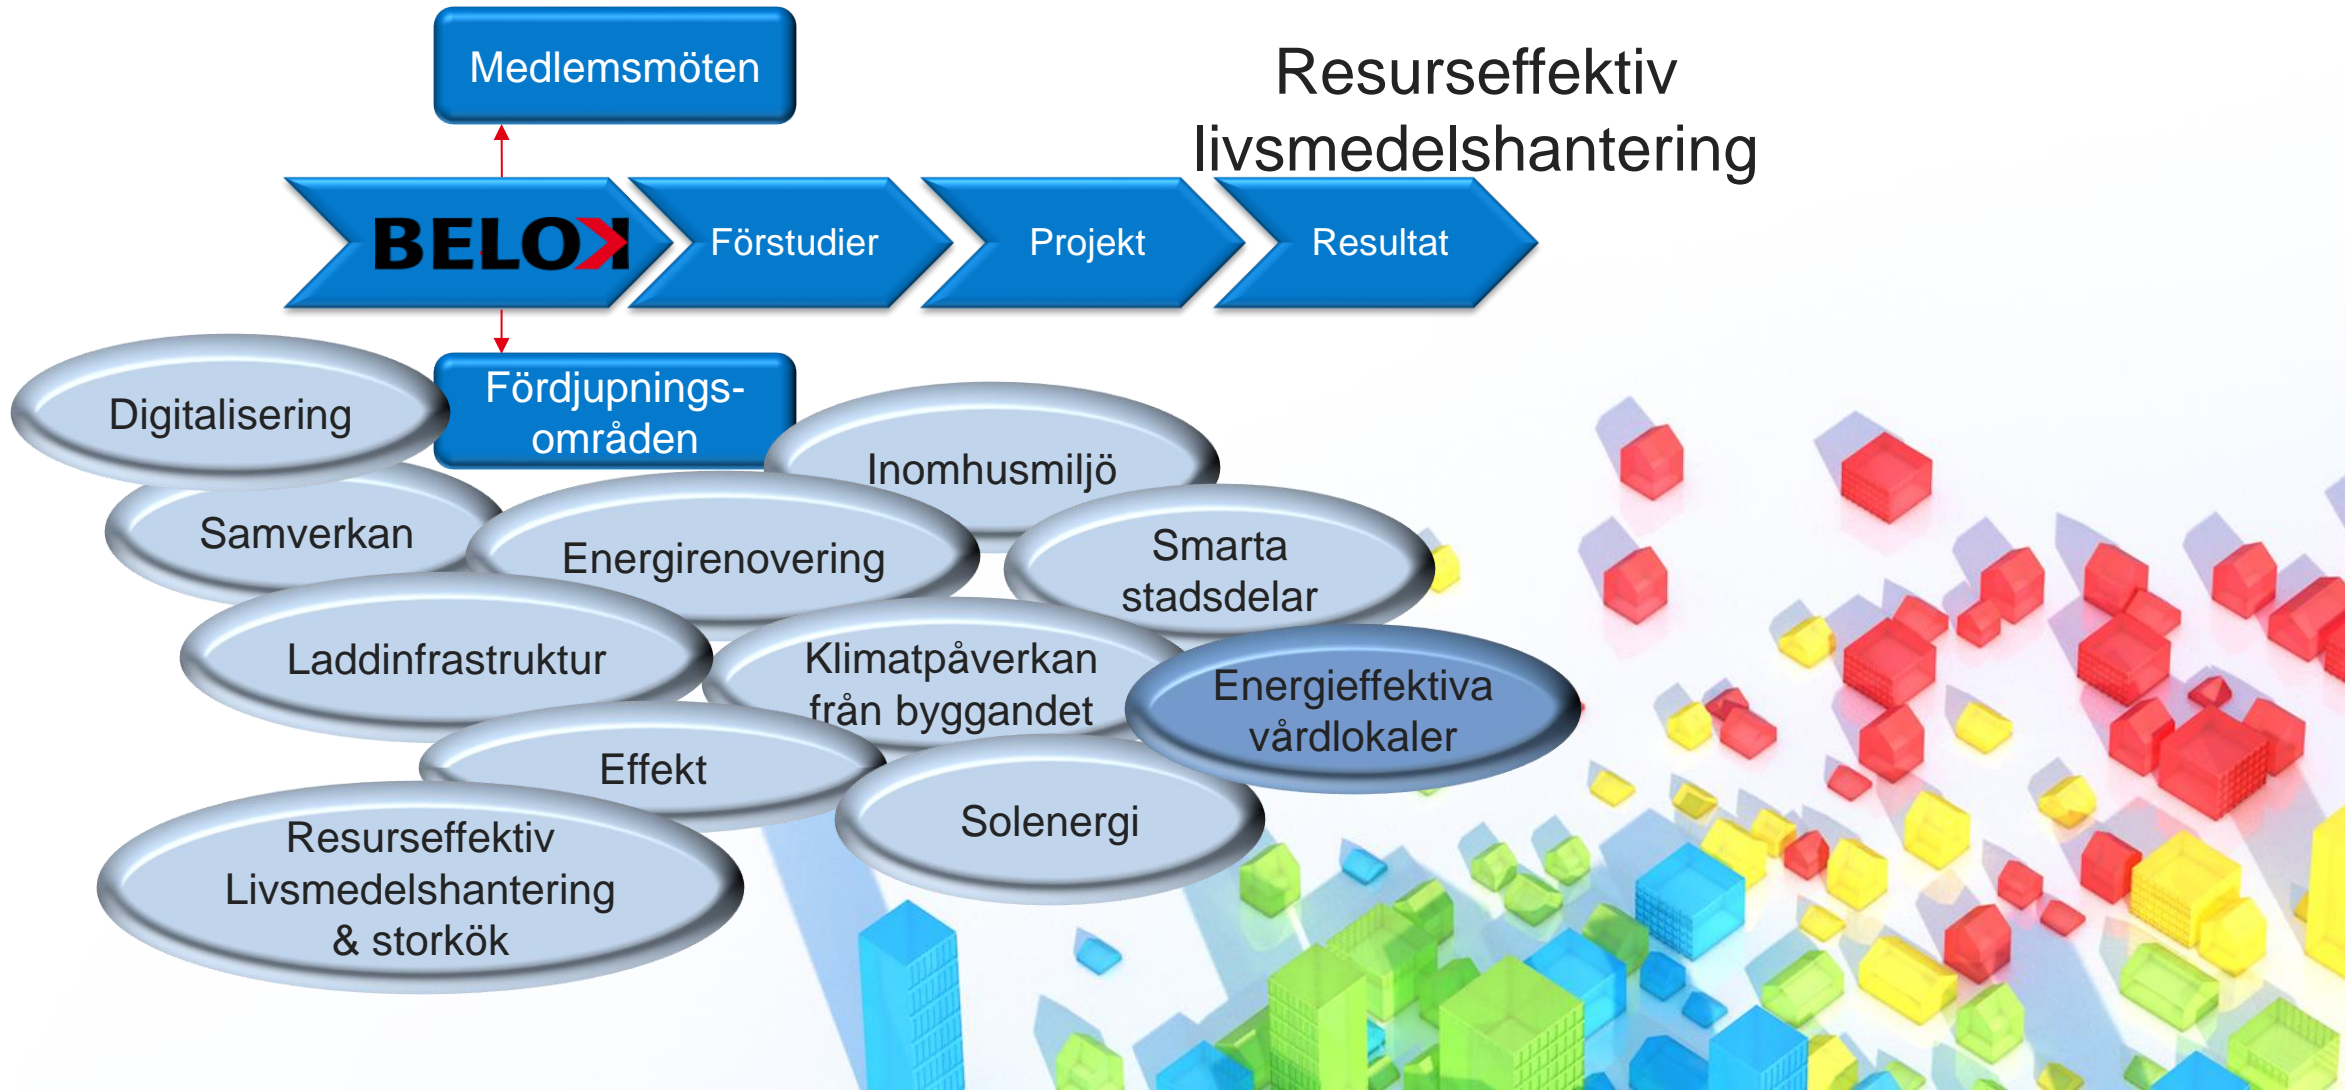 Medlemsmöten
Resurseffektiv
livsmedelshantering
BELOK
Förstudier
Projekt
Resultat
Fördjupnings-
områden
Digitalisering
Inomhusmiljö
Samverkan
Energirenovering
Smarta
stadsdelar
Laddinfrastruktur
Klimatpåverkan
från byggandet
Energieffektiva
vårdlokaler
Effekt
Solenergi
Resurseffektiv
Livsmedelshantering
& storkök